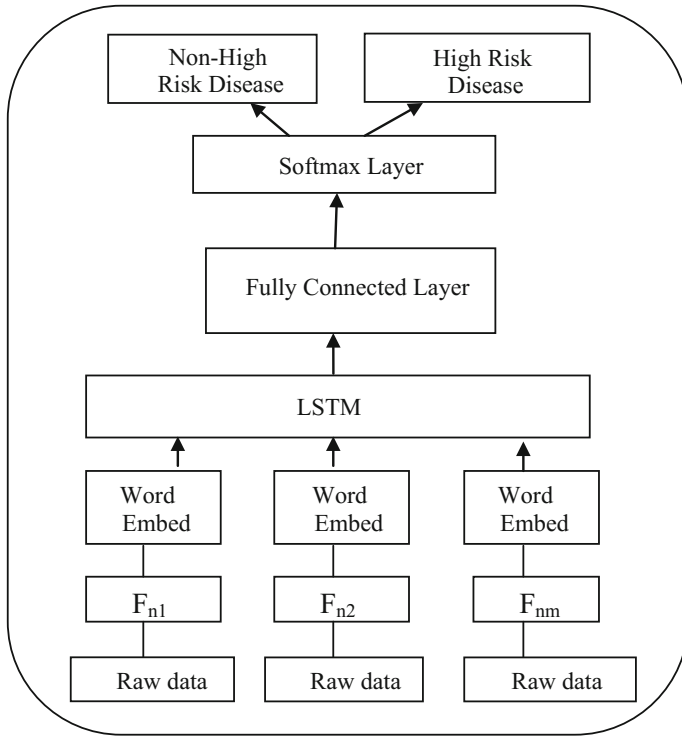 Non-High
Risk Disease
High Risk
Disease
Softmax Layer
Fully Connected Layer
LSTM
Word
Embed
Word
Embed
Word
Embed
Fn1
Fn2
Fnm
Raw data
Raw data
Raw data